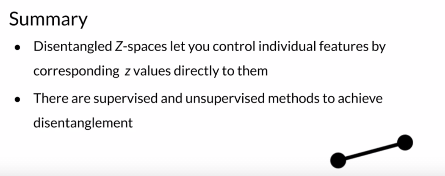 Summary
• Disentangled Z-spaces let you control individual features by
corresponding z values directly to them
• There are supervised and unsupervised methods to achieve
disentanglement